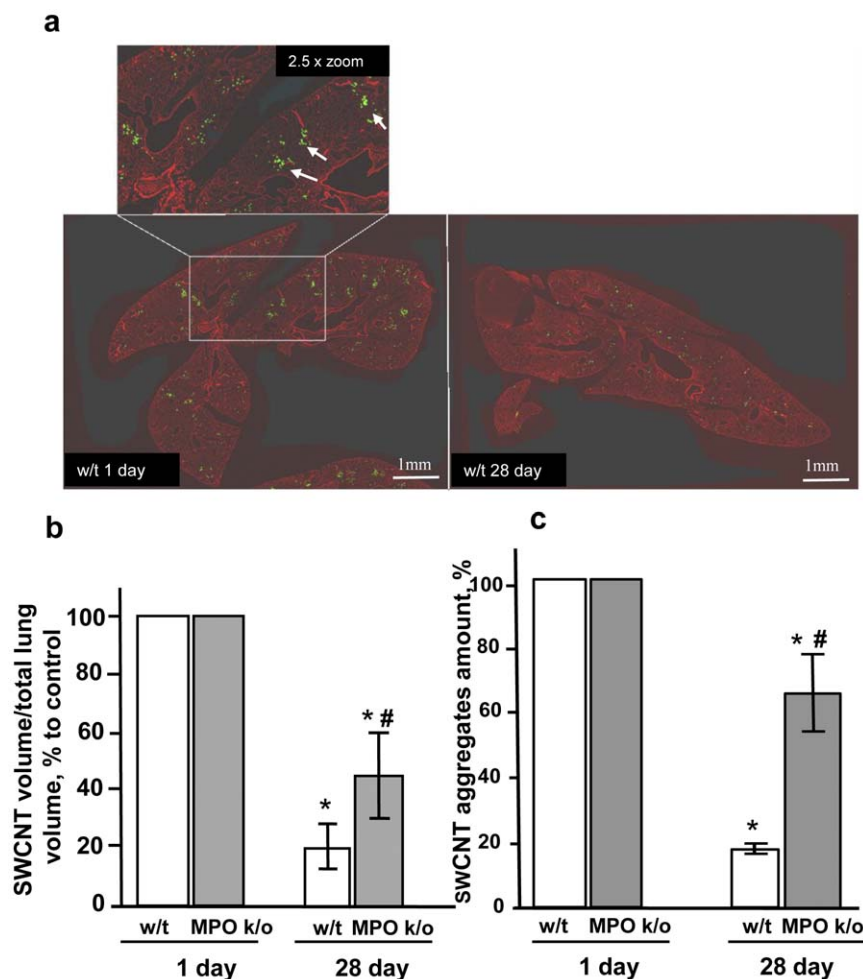 a
2.5 x zoom
w/t 1 day
1mm
w/t 28 day
1mm
b
SWCNT volume/total lung
volume, % to control
100
80
60
40
20
0
*
* #
w/t MPO k/o w/t MPO k/o
1 day 28 day
c
SWCNT aggregates amount, %
100
80
60
40
20
0
*
* #
w/t MPO k/o w/t MPO k/o
1 day 28 day